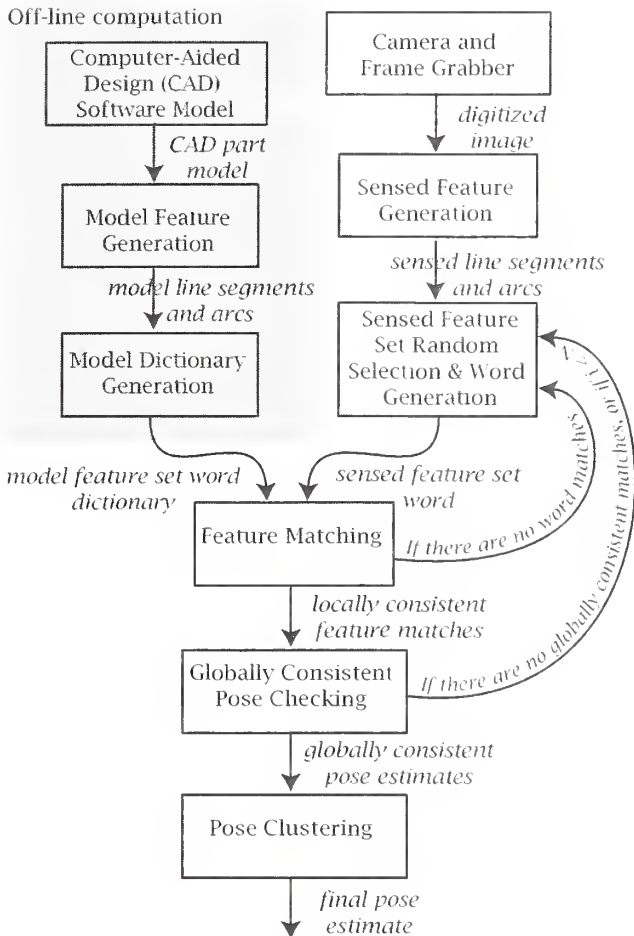 Off-line computation
Computer-Aided
Design (CAD)
Software Model
CAD part
model
Model Feature
Generation
model line segments
and arcs
Model Dictionary
Generation
model feature set word
dictionary
Camera and
Frame Grabber
digitized
image
Sensed Feature
Generation
sensed line segments
and arcs
Sensed Feature
Set Random
Selection & Word
Generation
sensed feature set
word
Feature Matching
If there are no word matches
locally consistent
feature matches
Globally Consistent
Pose Checking
If there are no globally consistent matches, or if
globally consistent
pose estimates
Pose Clustering
final pose
estimate